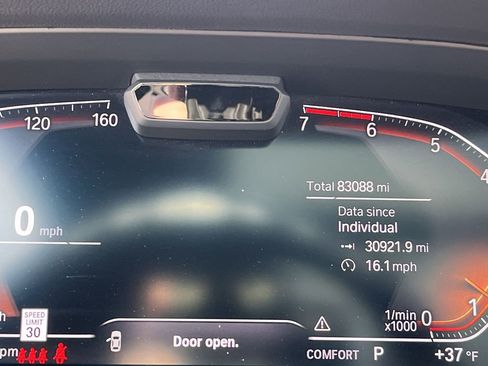 120
160
7
6
5
4
Total 83088 mi
Data since
Individual
30921.9 mi
0 mph
16.1 mph
SPEED
LIMIT
30
Door open.
1/min
x1000
0
1
COMFORT P +37 °F